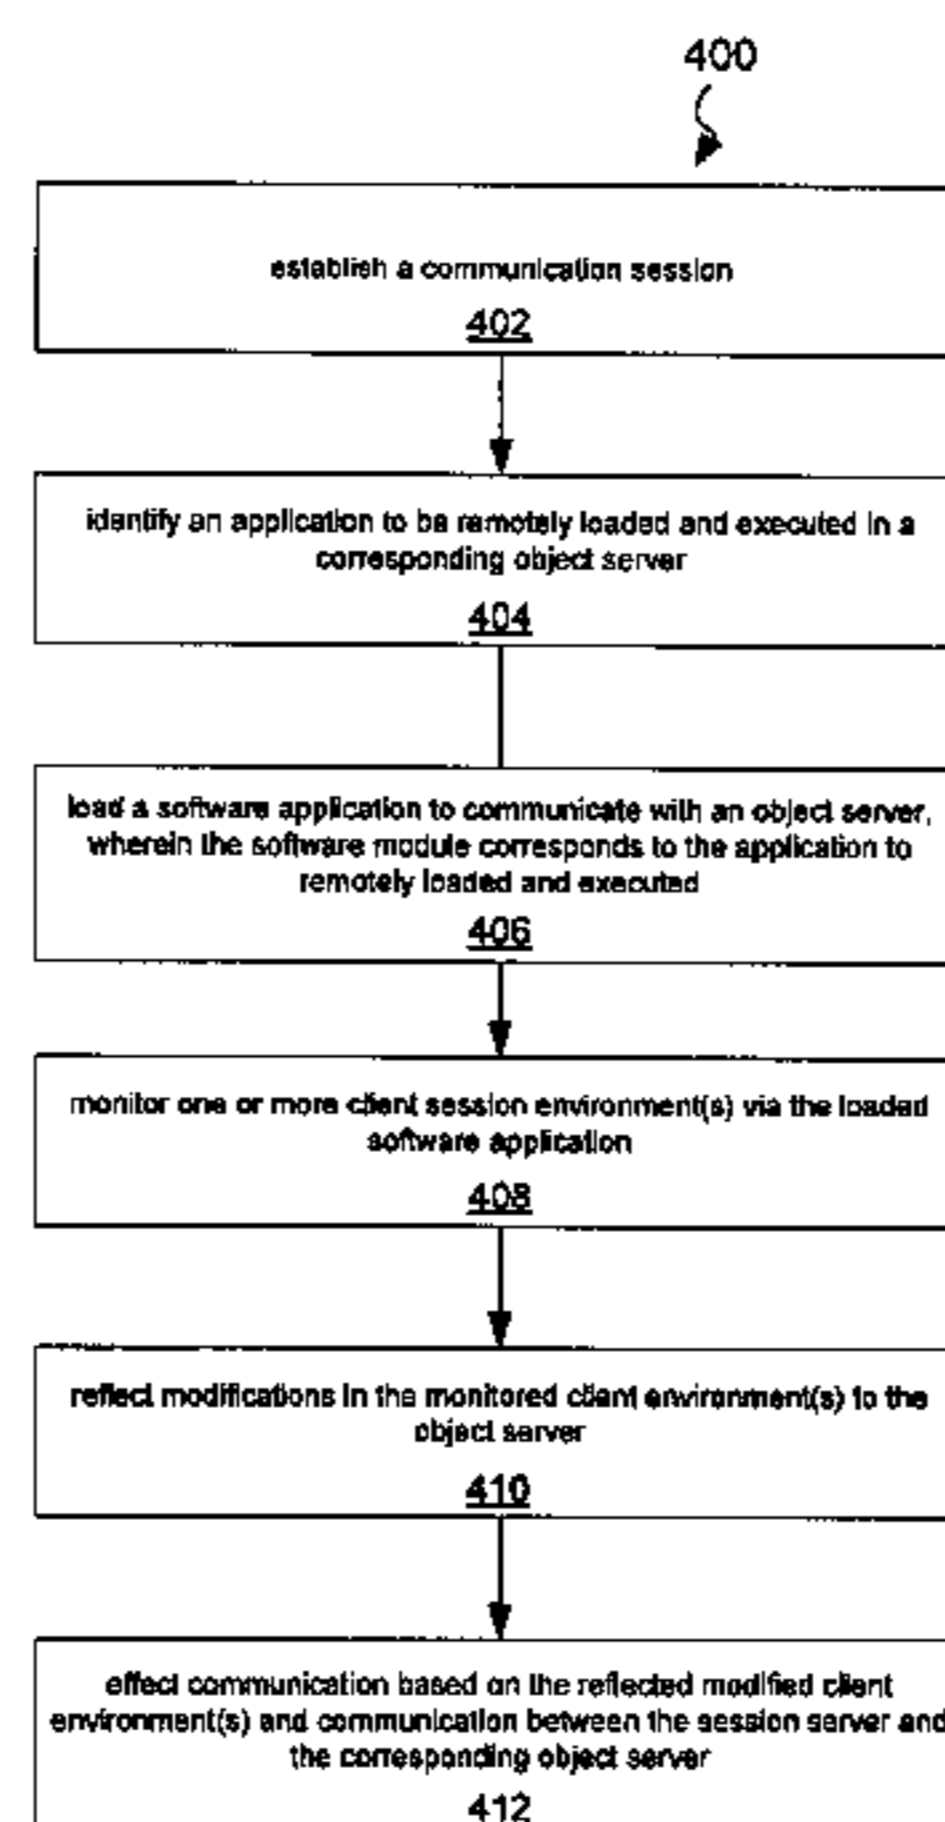 400
establish a communication session
402
identify an application to be remotely loaded and executed in a
corresponding object server
404
load a software application to communicate with an object server,
wherein the software module corresponds to the application to
remotely loaded and executed
406
monitor one or more client session environment(s) via the loaded
software application
408
reflect modifications in the monitored client environment(s) to the
object server
410
effect communication based on the reflected modified client
environment(s) and communication between the session server and
the corresponding object server
412